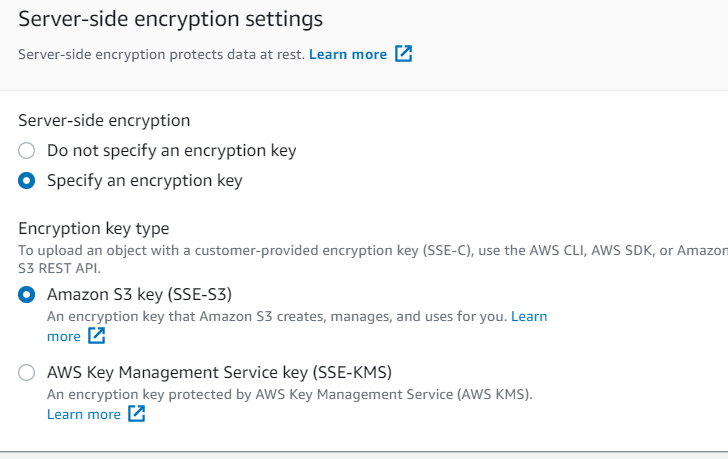 Server-side encryption settings
Server-side encryption protects data at rest. Learn more
Server-side encryption
Do not specify an encryption key
Specify an encryption key
Encryption key type
To upload an object with a customer-provided encryption key (SSE-C), use the AWS CLI, AWS SDK, or Amazon
S3 REST API.
Amazon S3 key (SSE-S3)
An encryption key that Amazon S3 creates, manages, and uses for you. Learn
more
AWS Key Management Service key (SSE-KMS)
An encryption key protected by AWS Key Management Service (AWS KMS).
Learn more